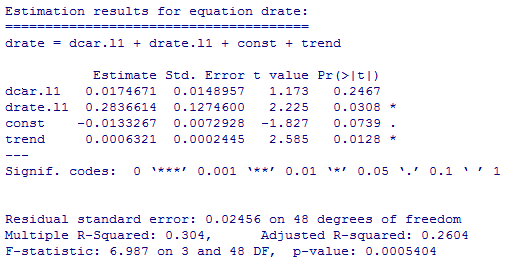 Estimation results for equation drate:
======================================
drate = dcar.l1 + drate.l1 + const + trend
Estimate Std. Error t value Pr(>|t|)
dcar.l1 0.0174671 0.0148957 1.173 0.2467
drate.l1 0.2836614 0.1274600 2.225 0.0308 *
const -0.0133267 0.0072928 -1.827 0.0739 .
trend 0.0006321 0.0002445 2.585 0.0128 *
---
Signif. codes: 0 ‘***’ 0.001 ‘**’ 0.01 ‘*’ 0.05 ‘.’ 0.1 ‘ ’ 1
Residual standard error: 0.02456 on 48 degrees of freedom
Multiple R-Squared: 0.304, Adjusted R-squared: 0.2604
F-statistic: 6.987 on 3 and 48 DF, p-value: 0.0005404